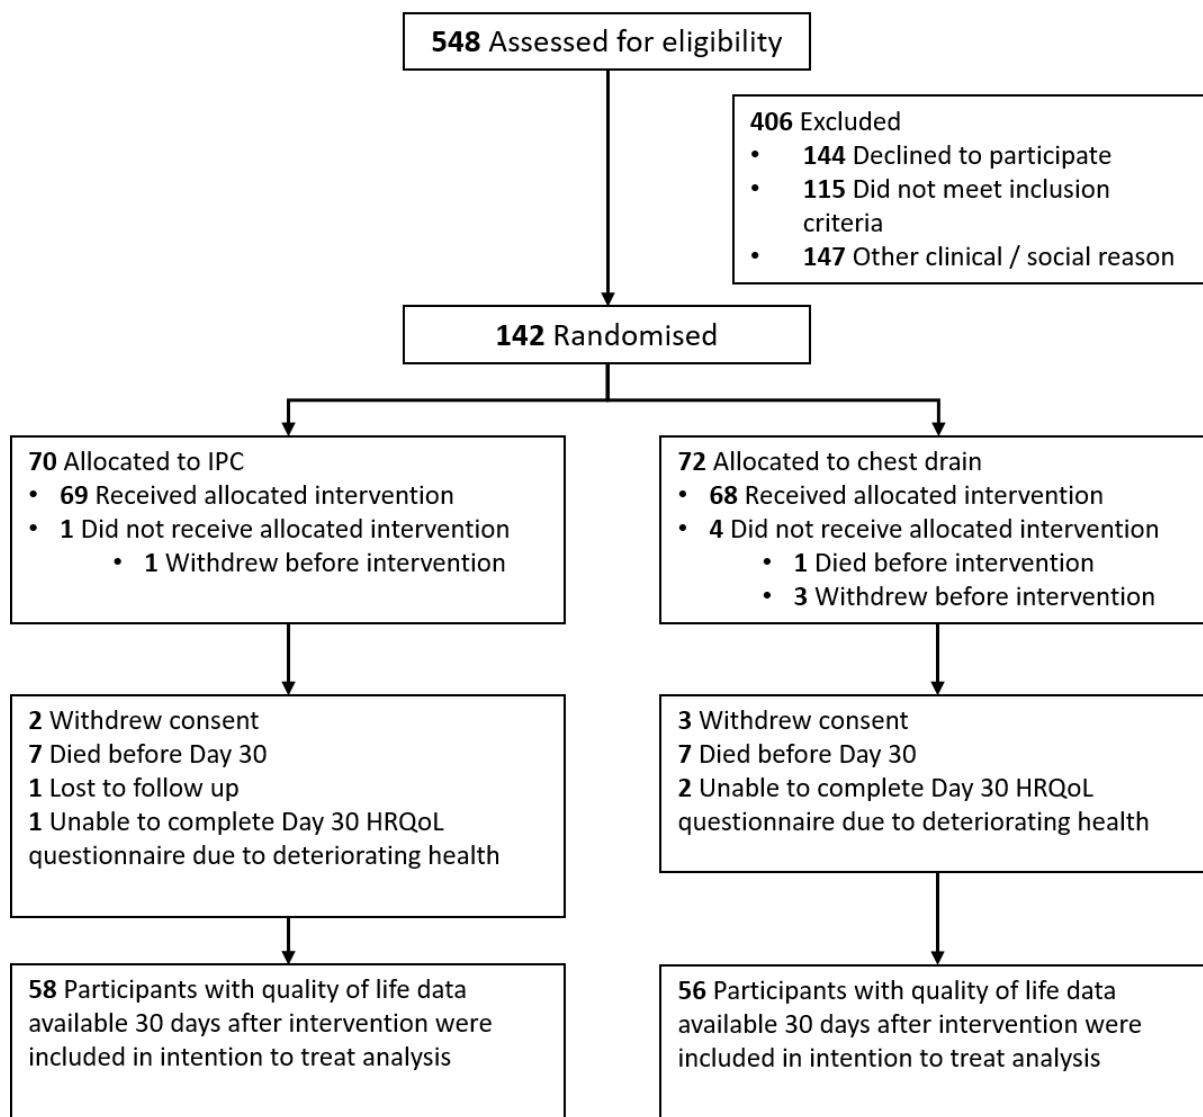 548 Assessed for eligibility
406 Excluded
• 144 Declined to participate
• 115 Did not meet inclusion
criteria
• 147 Other clinical / social reason
142 Randomised
70 Allocated to IPC
• 69 Received allocated intervention
• 1 Did not receive allocated intervention
• 1 Withdrew before intervention
72 Allocated to chest drain
• 68 Received allocated intervention
• 4 Did not receive allocated intervention
• 1 Died before intervention
• 3 Withdrew before intervention
2 Withdrew consent
7 Died before Day 30
1 Lost to follow up
1 Unable to complete Day 30 HRQoL
questionnaire due to deteriorating health
3 Withdrew consent
7 Died before Day 30
2 Unable to complete Day 30 HRQoL
questionnaire due to deteriorating health
58 Participants with quality of life data
available 30 days after intervention were
included in intention to treat analysis
56 Participants with quality of life data
available 30 days after intervention were
included in intention to treat analysis